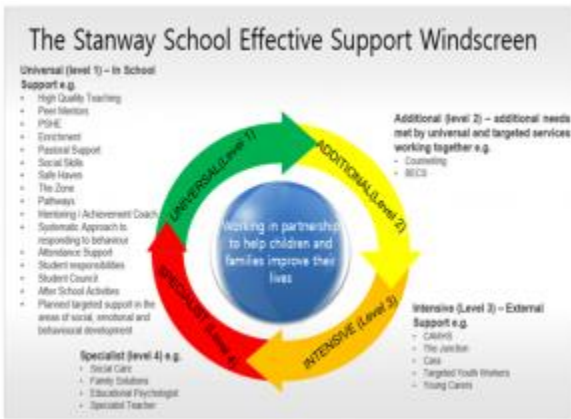 The Stanway School Effective Support Windscreen
Universal (level 1) – In School
Support e.g.
• High Quality Teaching
• Peer Mentors
• PSHE
• Enrichment
• Pastoral Support
• Social Skills
• Safe Haven
• The Zone
• Pathways
• Mentoring / Achievement Coach
• Systematic Approach to
responding to behaviour
• Attendance Support
• Student responsibilities
• Student Council
• After School Activities
• Planned targeted support in the
areas of social, emotional and
behavioural development
Additional (level 2) – additional needs
met by universal and targeted services
working together e.g.
• Counseling
• BECS
UNIVERSAL(Level 1)
ADDITIONAL(Level 2)
Working in partnership
to help children and
families improve their
lives
SPECIALIST (Level 4)
INTENSIVE (Level 3)
Intensive (Level 3) – External
Support e.g.
• CAMHS
• The Junction
• Targeted Youth Workers
• Young Carers
Specialist (level 4) e.g.
• Social Care
• Family Solutions
• Educational Psychologist
• Specialist Teacher